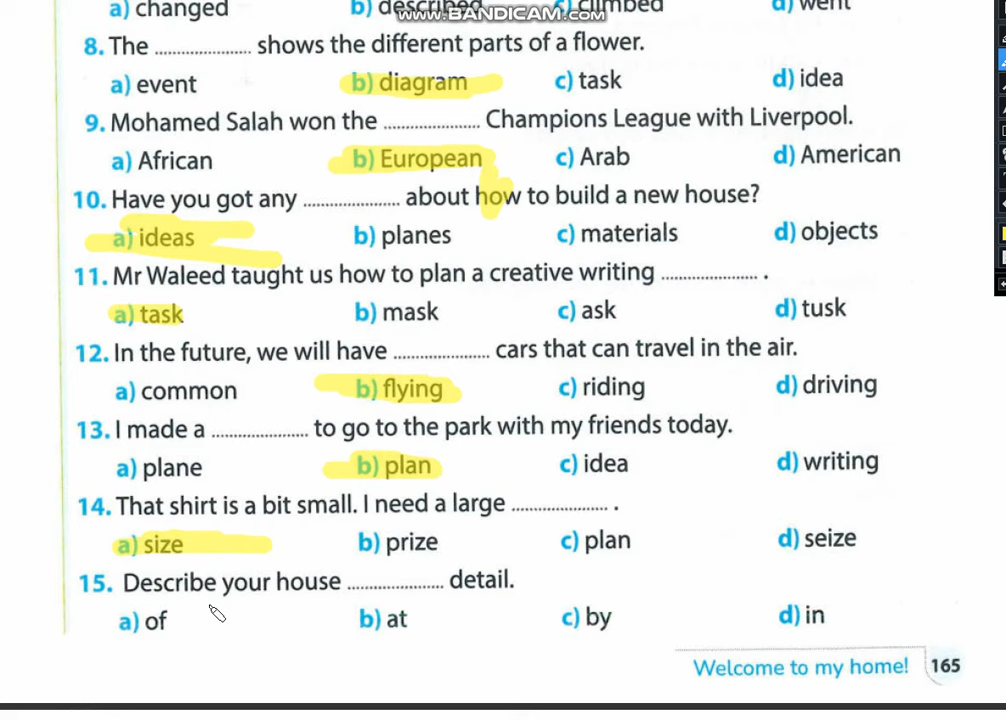 a) changed b) described c) climbed d) went
www.BANDICAM.com
8. The .................... shows the different parts of a flower.
a) event b) diagram c) task d) idea
9. Mohamed Salah won the .................... Champions League with Liverpool.
a) African b) European c) Arab d) American
10. Have you got any .................... about how to build a new house?
a) ideas b) planes c) materials d) objects
11. Mr Waleed taught us how to plan a creative writing .................... .
a) task b) mask c) ask d) tusk
12. In the future, we will have .................... cars that can travel in the air.
a) common b) flying c) riding d) driving
13. I made a .................... to go to the park with my friends today.
a) plane b) plan c) idea d) writing
14. That shirt is a bit small. I need a large .................... .
a) size b) prize c) plan d) seize
15. Describe your house .................... detail.
a) of b) at c) by d) in
Welcome to my home! 165